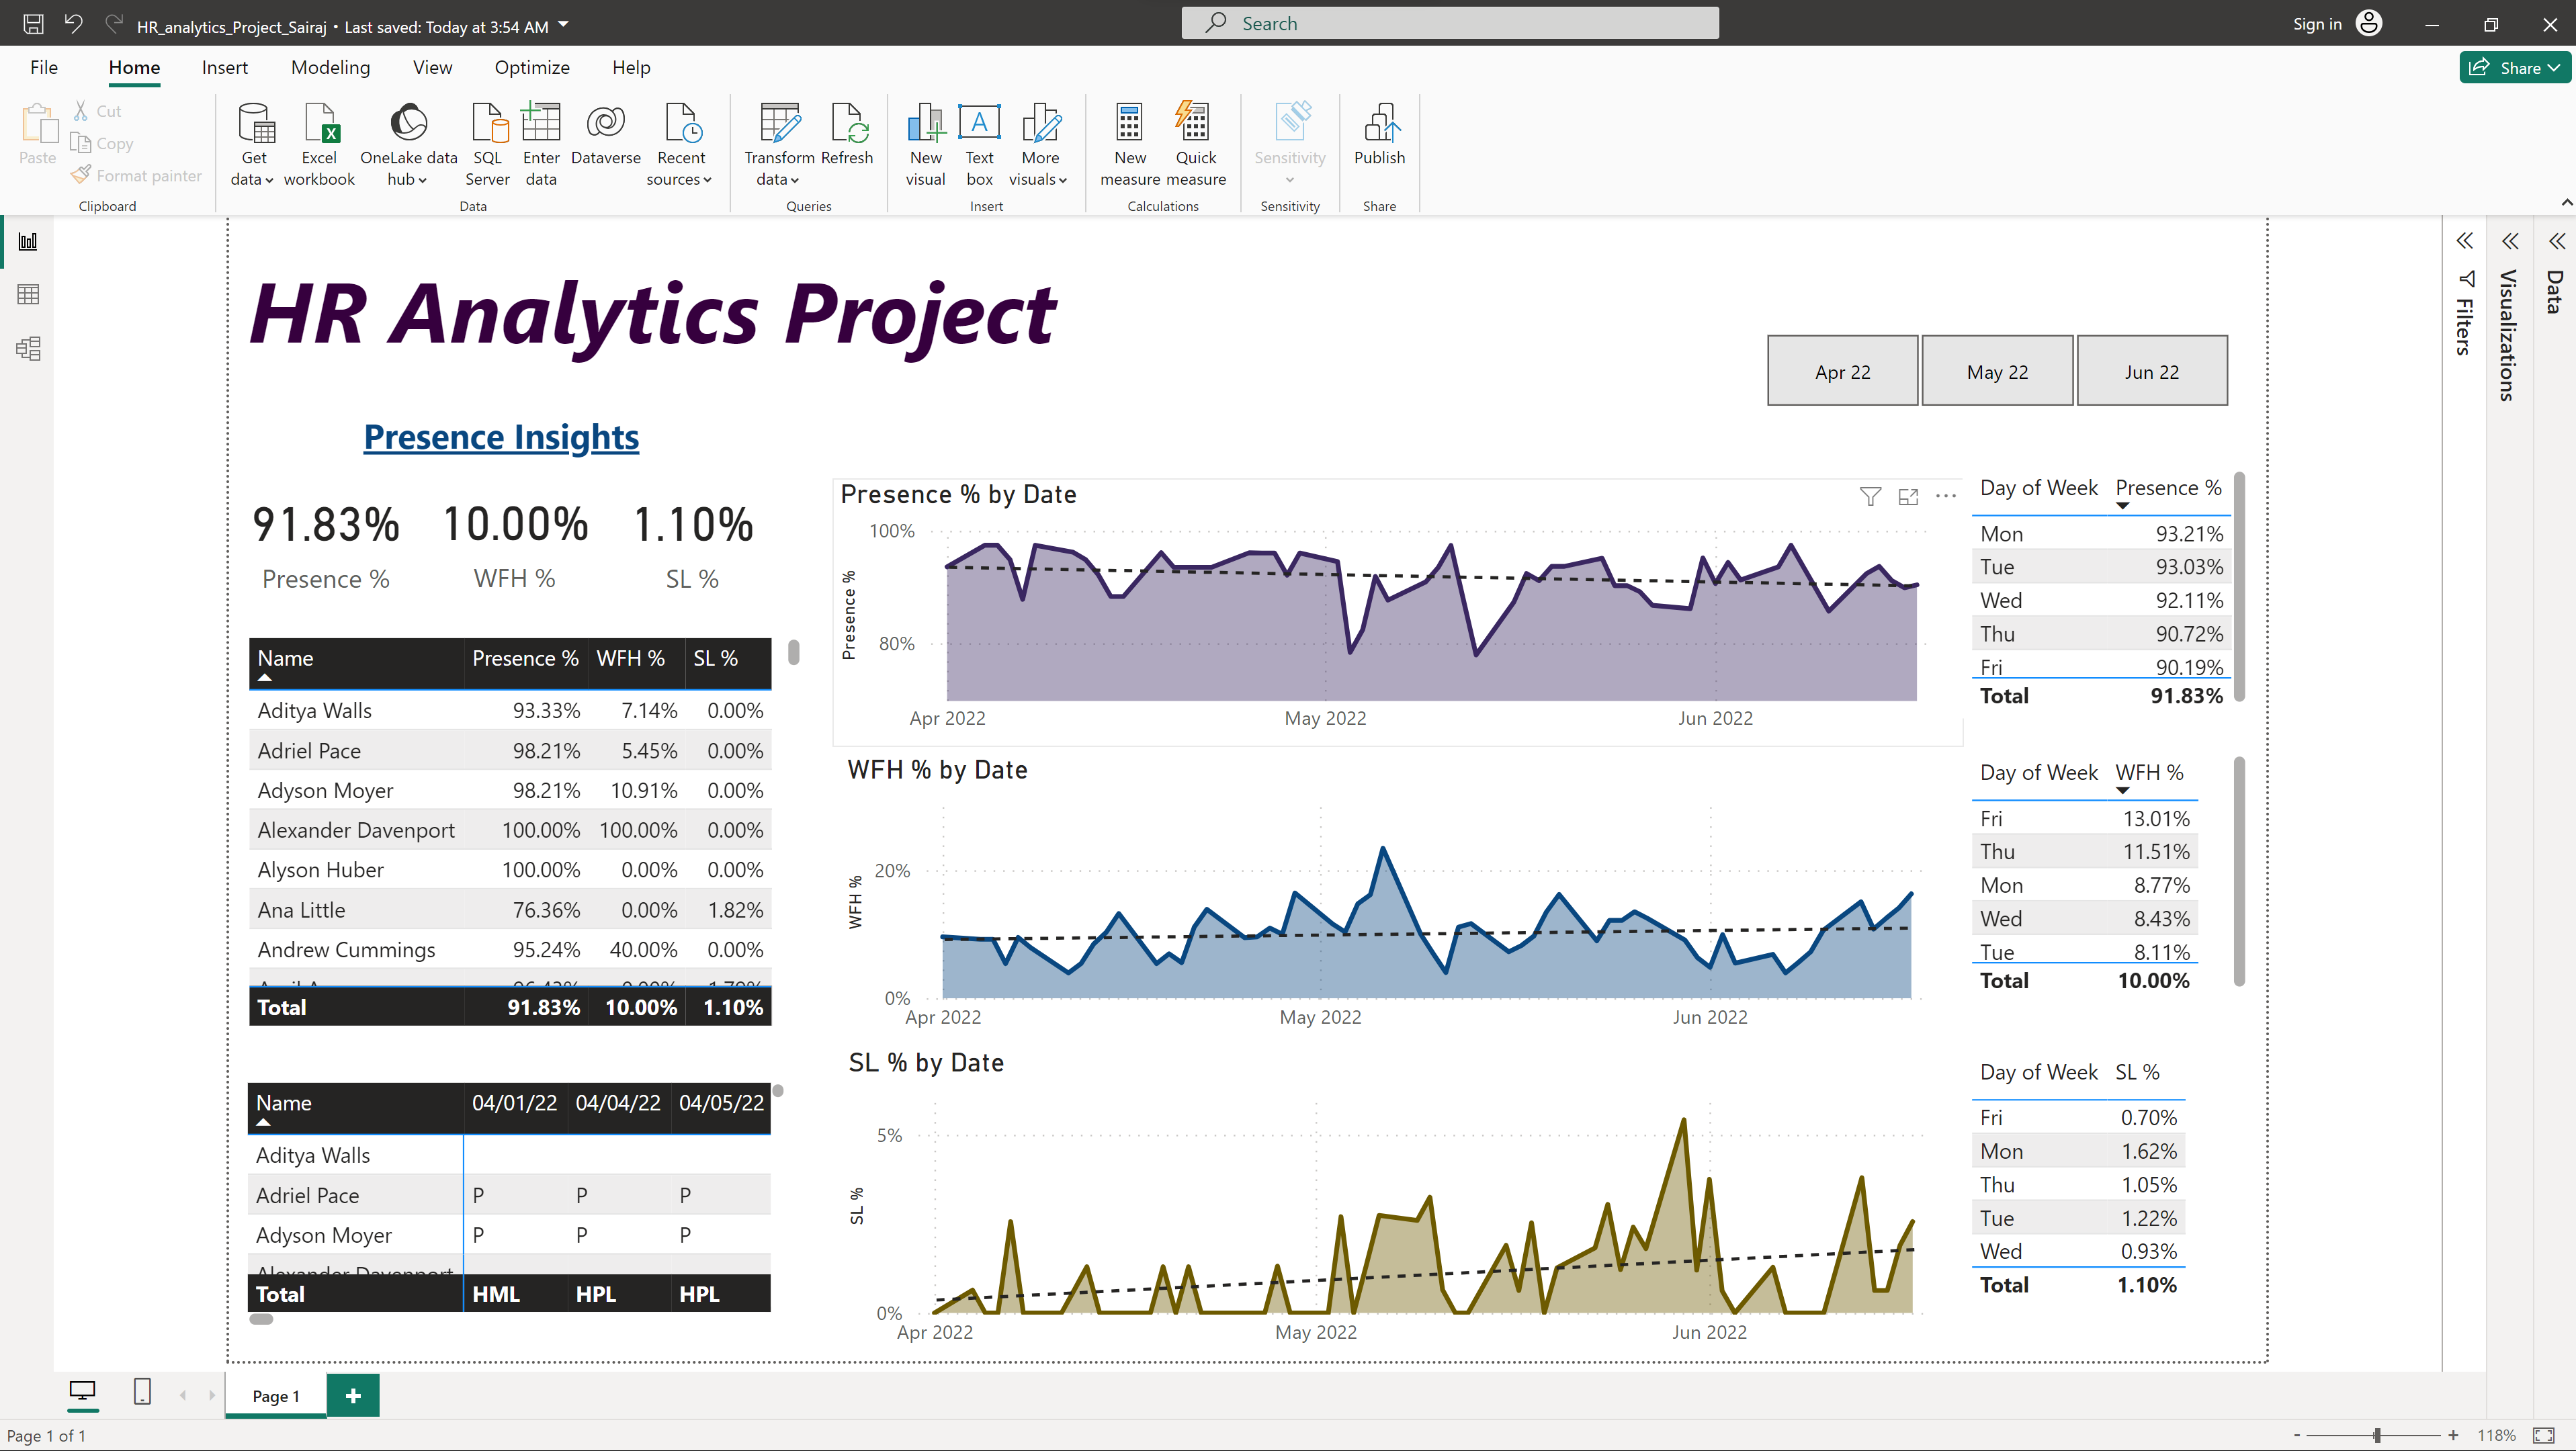 HR_analytics_Project_Sairaj • Last saved: Today at 3:54 AM
Search
Sign in
File Home Insert Modeling View Optimize Help
Share
Paste
Cut
Copy
Format painter
Clipboard
Get data
Excel workbook
OneLake data hub
SQL Server
Enter data
Dataverse
Recent sources
Data
Transform data
Refresh
Queries
New visual
Text box
More visuals
Insert
New measure
Quick measure
Calculations
Sensitivity
Sensitivity
Publish
Share
Filters
Visualizations
Data
HR Analytics Project
Apr 22 May 22 Jun 22
Presence Insights
91.83% 10.00% 1.10%
Presence % WFH % SL %
Name Presence % WFH % SL %
Aditya Walls 93.33% 7.14% 0.00%
Adriel Pace 98.21% 5.45% 0.00%
Adyson Moyer 98.21% 10.91% 0.00%
Alexander Davenport 100.00% 100.00% 0.00%
Alyson Huber 100.00% 0.00% 0.00%
Ana Little 76.36% 0.00% 1.82%
Andrew Cummings 95.24% 40.00% 0.00%
Total 91.83% 10.00% 1.10%
Name 04/01/22 04/04/22 04/05/22
Aditya Walls
Adriel Pace P P P
Adyson Moyer P P P
Alexander Davenport
Total HML HPL HPL
Presence % by Date
100%
80%
Presence %
Apr 2022 May 2022 Jun 2022
WFH % by Date
20%
0%
WFH %
Apr 2022 May 2022 Jun 2022
SL % by Date
5%
0%
SL %
Apr 2022 May 2022 Jun 2022
Day of Week Presence %
Mon 93.21%
Tue 93.03%
Wed 92.11%
Thu 90.72%
Fri 90.19%
Total 91.83%
Day of Week WFH %
Fri 13.01%
Thu 11.51%
Mon 8.77%
Wed 8.43%
Tue 8.11%
Total 10.00%
Day of Week SL %
Fri 0.70%
Mon 1.62%
Thu 1.05%
Tue 1.22%
Wed 0.93%
Total 1.10%
Page 1
Page 1 of 1
118%